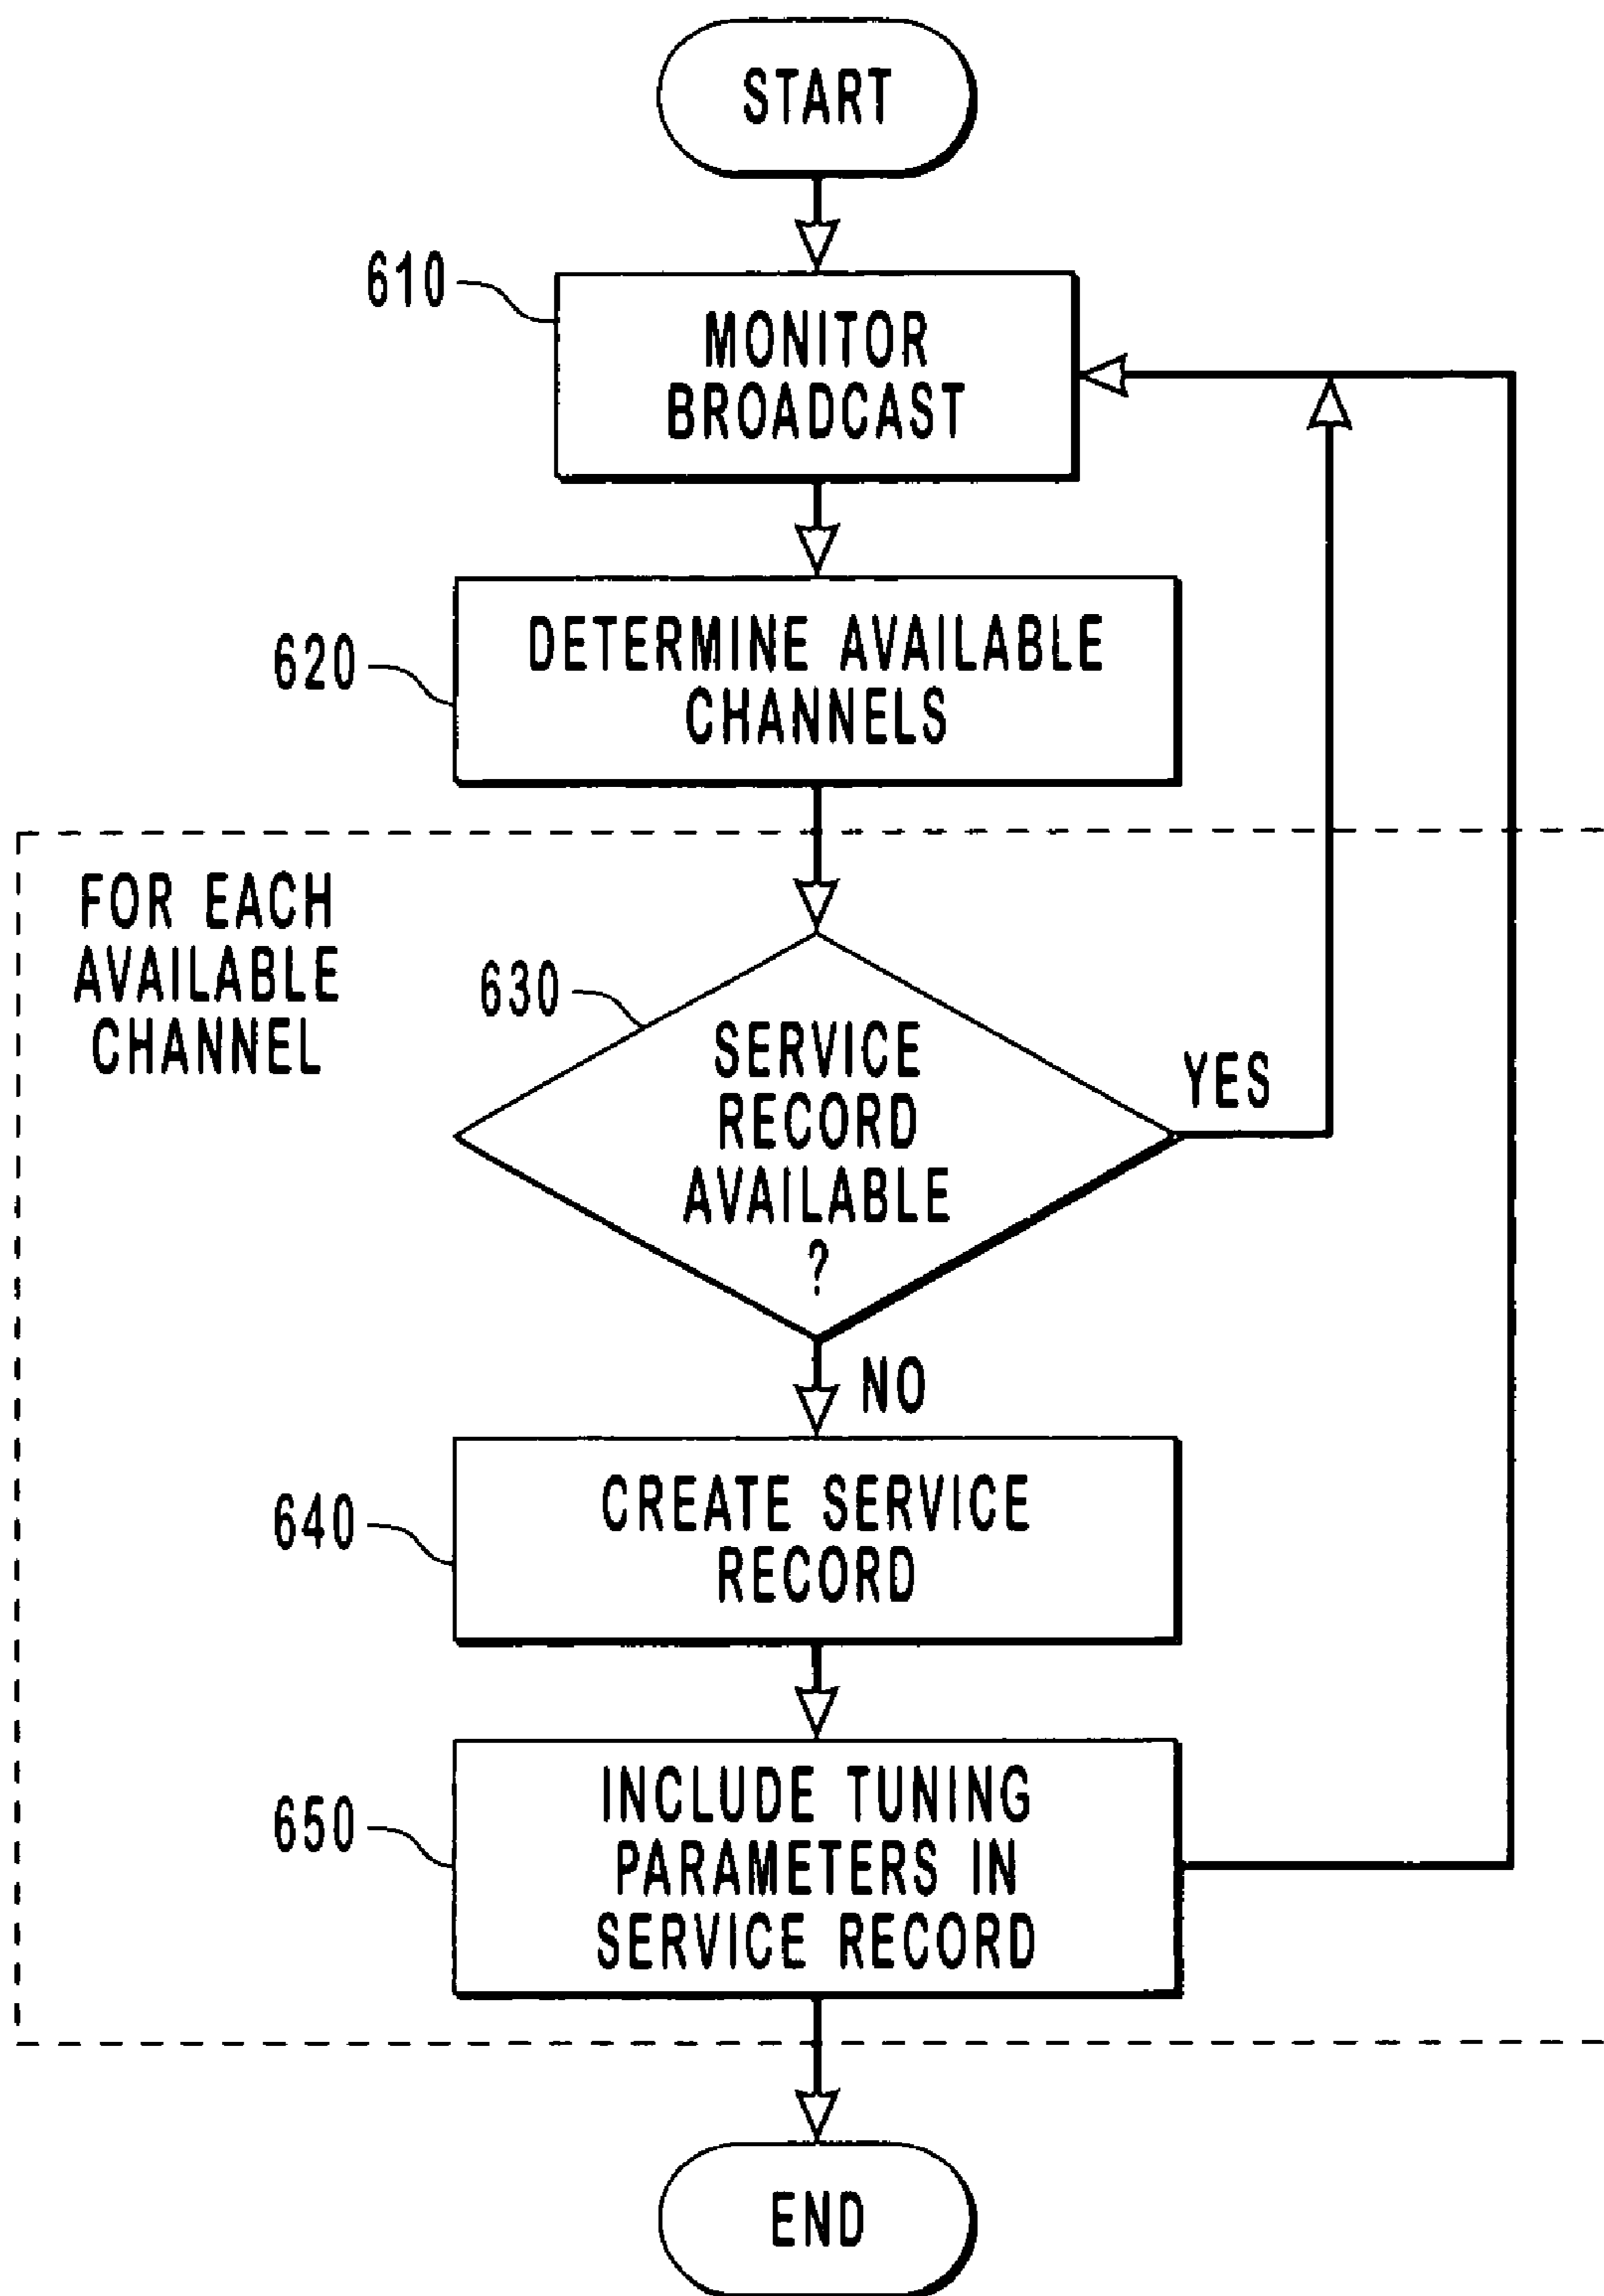 START
610
MONITOR
BROADCAST
620
DETERMINE AVAILABLE
CHANNELS
FOR EACH
AVAILABLE
CHANNEL
630
SERVICE
RECORD
AVAILABLE
?
YES
NO
640
CREATE SERVICE
RECORD
650
INCLUDE TUNING
PARAMETERS IN
SERVICE RECORD
END